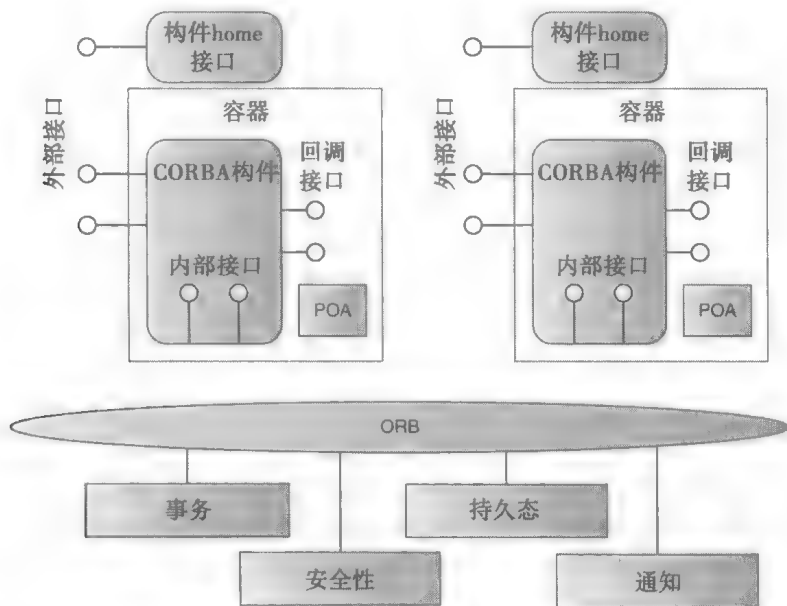 构件home
接口
构件home
接口
外部接口
容器
CORBA构件
回调
接口
内部接口
POA
外部接口
容器
CORBA构件
回调
接口
内部接口
POA
ORB
事务
持久态
安全性
通知